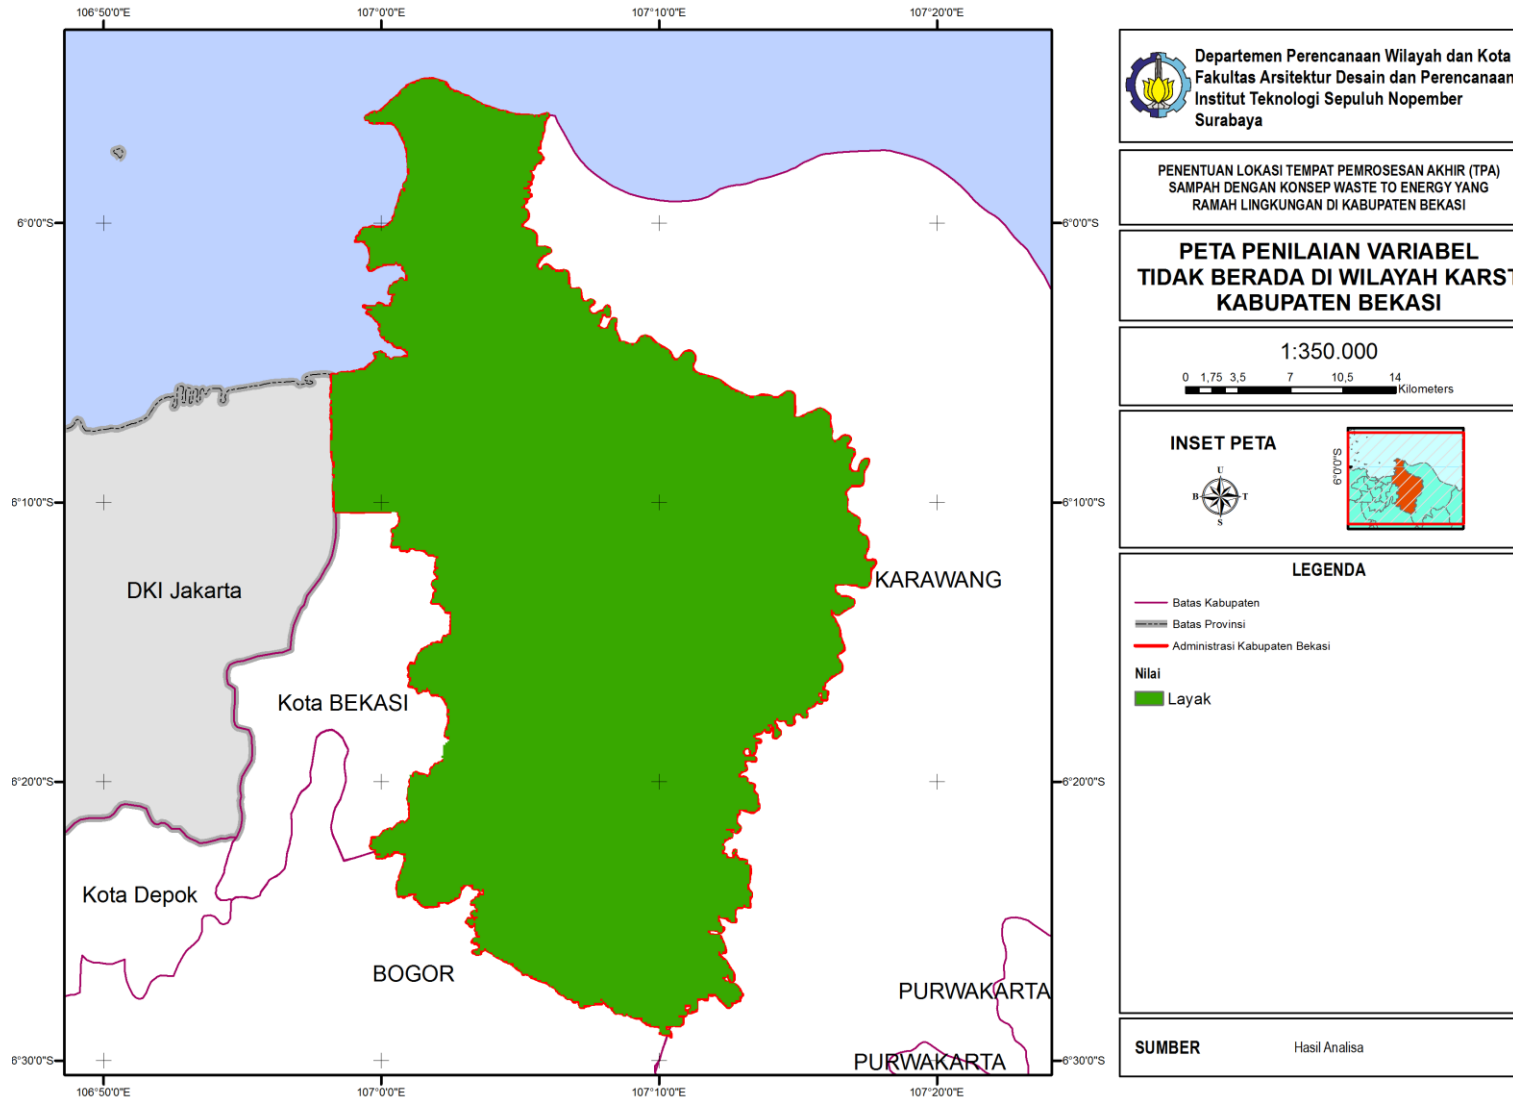 106°50'0"E
107°0'0"E
107°10'0"E
107°20'0"E
6°0'0"S
6°0'0"S
6°10'0"S
6°10'0"S
6°20'0"S
6°20'0"S
6°30'0"S
6°30'0"S
DKI Jakarta
KARAWANG
Kota BEKASI
Kota Depok
BOGOR
PURWAKARTA
PURWAKARTA
106°50'0"E
107°0'0"E
107°10'0"E
107°20'0"E
Departemen Perencanaan Wilayah dan Kota
Fakultas Arsitektur Desain dan Perencanaan
Institut Teknologi Sepuluh Nopember
Surabaya
PENENTUAN LOKASI TEMPAT PEMROSESAN AKHIR (TPA)
SAMPAH DENGAN KONSEP WASTE TO ENERGY YANG
RAMAH LINGKUNGAN DI KABUPATEN BEKASI
PETA PENILAIAN VARIABEL
TIDAK BERADA DI WILAYAH KARST
KABUPATEN BEKASI
1:350.000
0 1,75 3,5 7 10,5 14
Kilometers
INSET PETA
U
B T
S
6°0'0"S
LEGENDA
Batas Kabupaten
Batas Provinsi
Administrasi Kabupaten Bekasi
Nilai
Layak
SUMBER Hasil Analisa